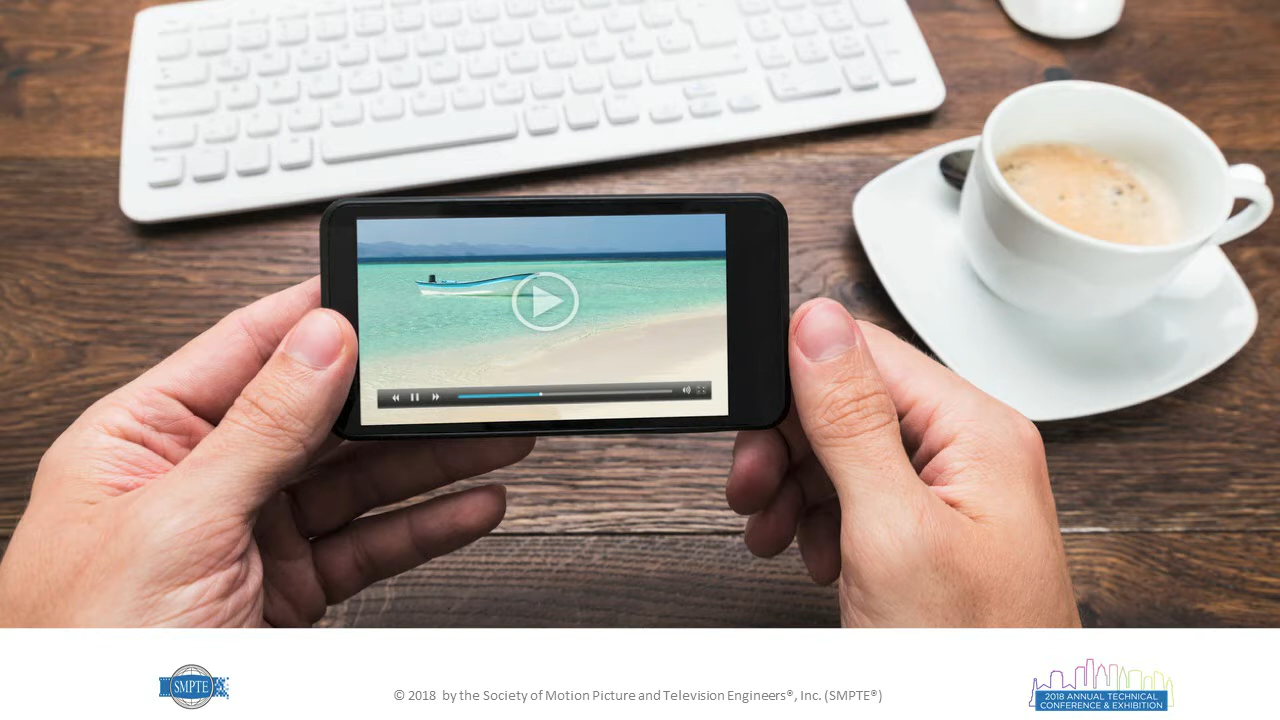 SMPTE
© 2018 by the Society of Motion Picture and Television Engineers®, Inc. (SMPTE®)
2018 ANNUAL TECHNICAL
CONFERENCE & EXHIBITION